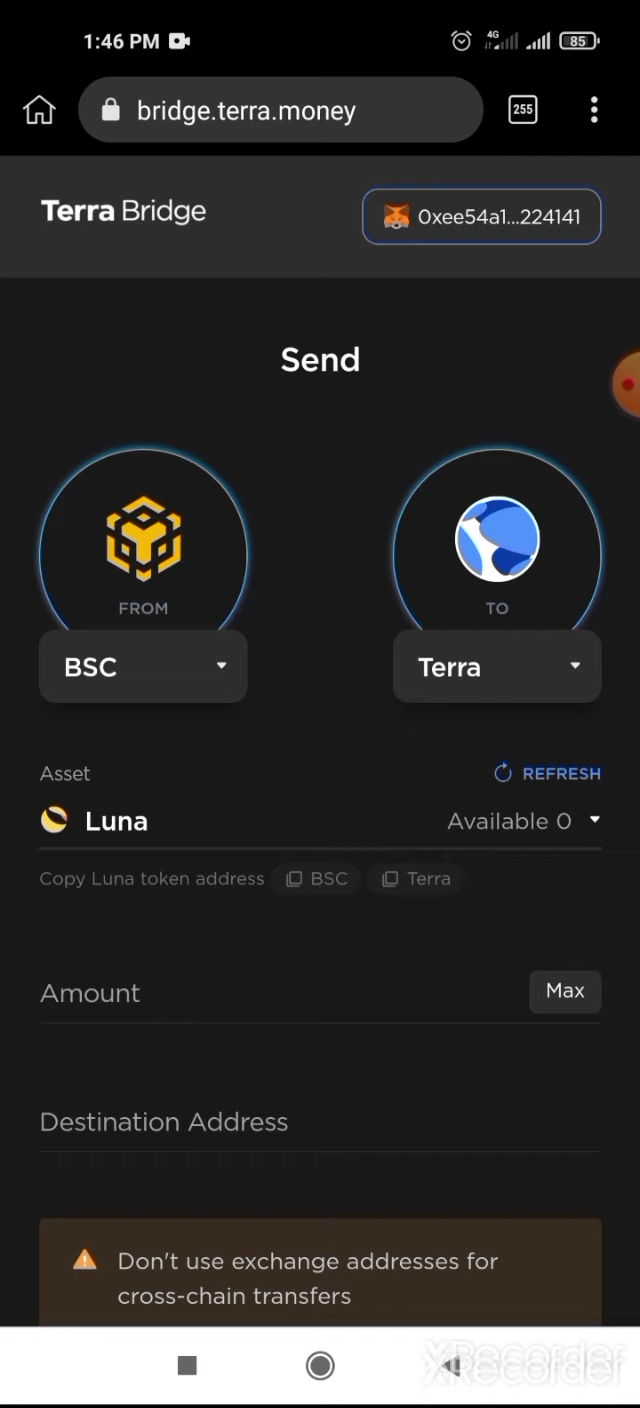 1:46 PM
4G
85
bridge.terra.money
255
Terra Bridge
0xee54a1...224141
Send
FROM
TO
BSC
Terra
Asset
REFRESH
Luna
Available 0
Copy Luna token address
BSC
Terra
Amount
Max
Destination Address
Don't use exchange addresses for
cross-chain transfers
XRecorder